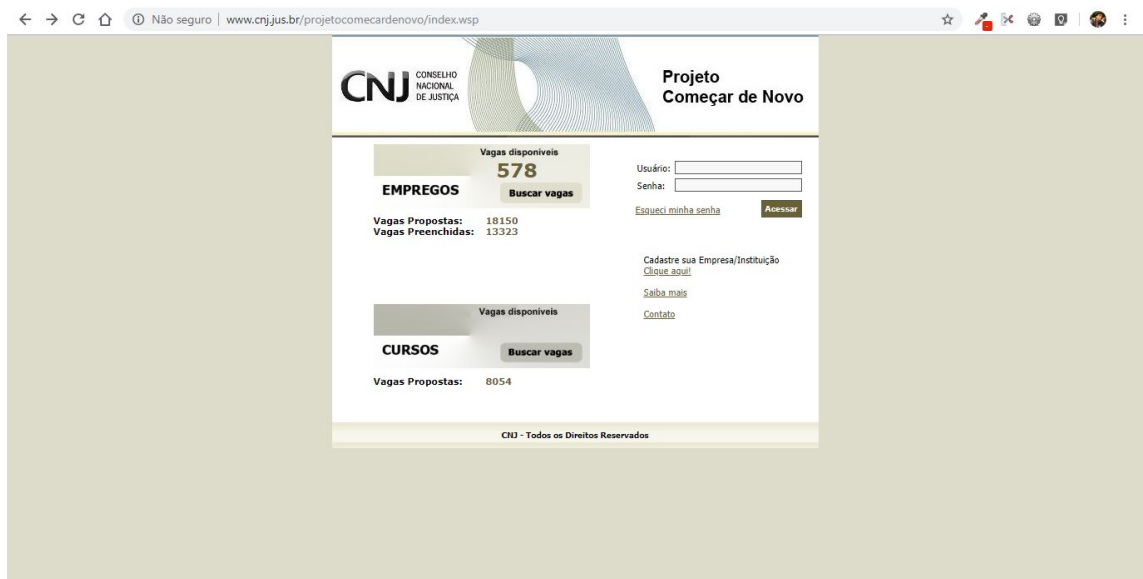 Não seguro | www.cnj.jus.br/projetocomecardenovo/index.wsp
CNJ CONSELHO
NACIONAL
DE JUSTIÇA
Projeto
Começar de Novo
Vagas disponiveis
578
EMPREGOS
Buscar vagas
Vagas Propostas: 18150
Vagas Preenchidas: 13323
Usuário:
Senha:
Esqueci minha senha
Acessar
Cadastre sua Empresa/Instituição
Clique aqui!
Saiba mais
Contato
Vagas disponiveis
CURSOS
Buscar vagas
Vagas Propostas: 8054
CNJ - Todos os Direitos Reservados